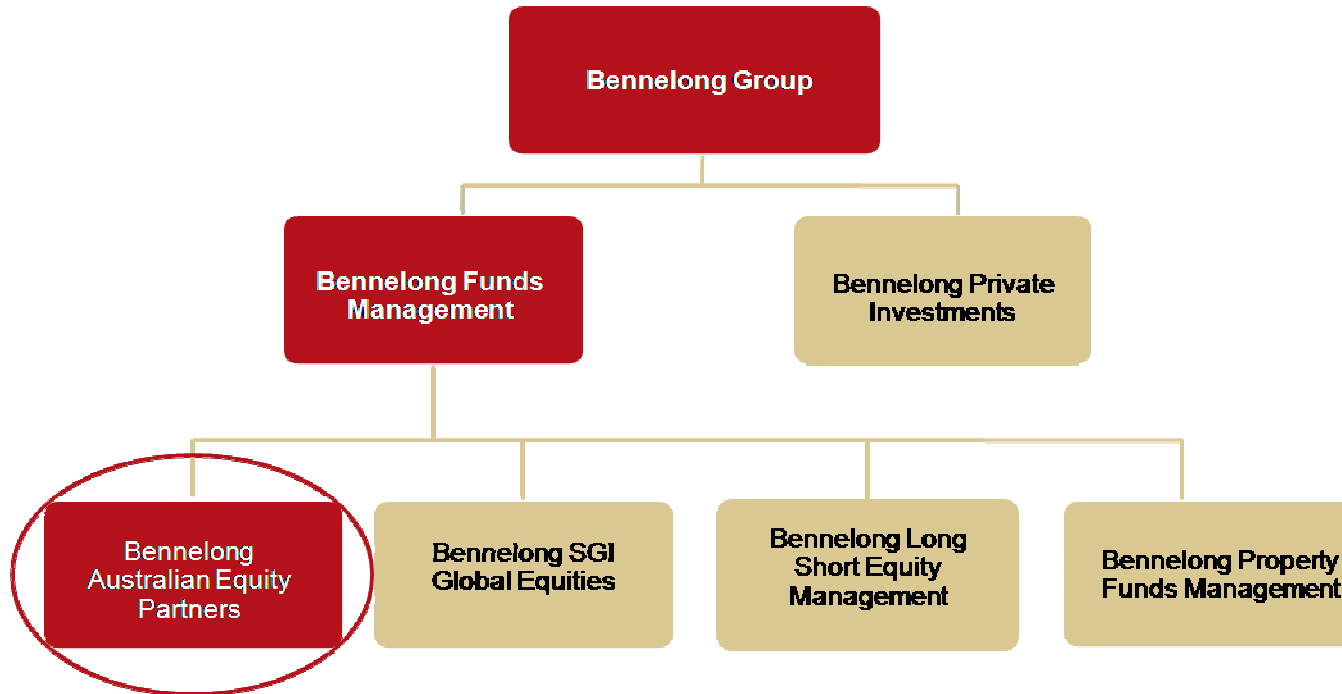 Bennelong Group
Bennelong Funds
Management
Bennelong Private
Investments
Bennelong
Australian Equity
Partners
Bennelong SGI
Global Equities
Bennelong Long
Short Equity
Management
Bennelong Property
Funds Management